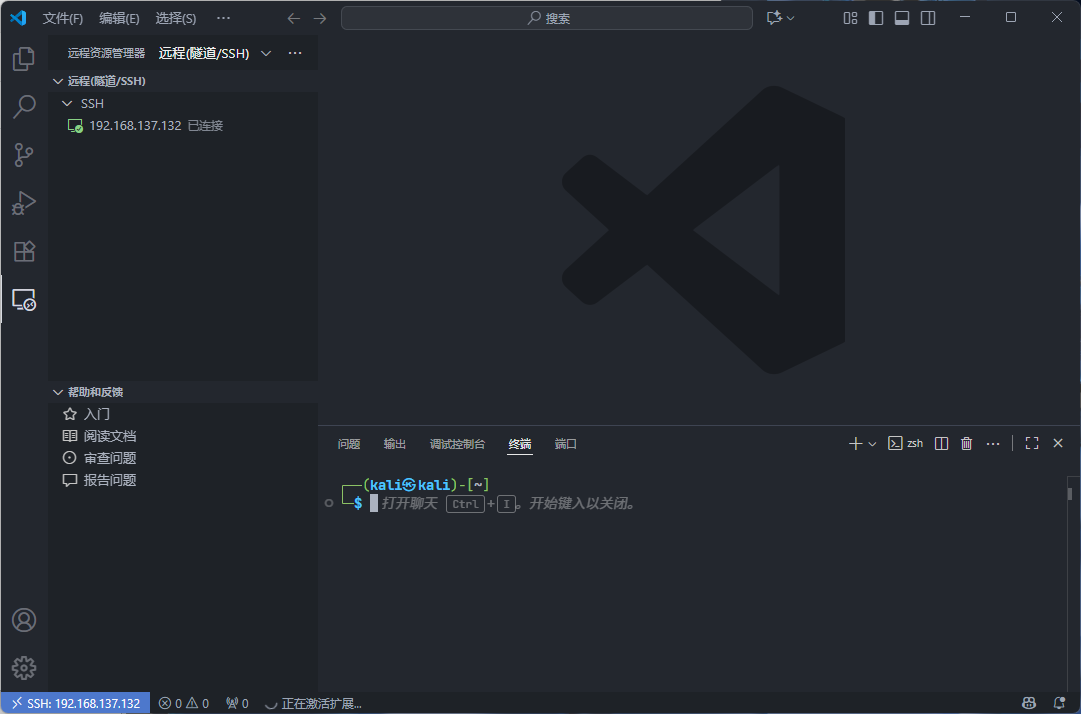 文件(F) 编辑(E) 选择(S) ··· 搜索
远程资源管理器 远程(隧道/SSH) ···
远程(隧道/SSH)
SSH
192.168.137.132 已连接
帮助和反馈
入门
阅读文档
审查问题
报告问题
问题 输出 调试控制台 终端 端口 zsh ···
┌──(kali㉿kali)-[~]
└─$ 打开聊天 Ctrl+I。开始键入以关闭。
SSH: 192.168.137.132 0 0 0 正在激活扩展...